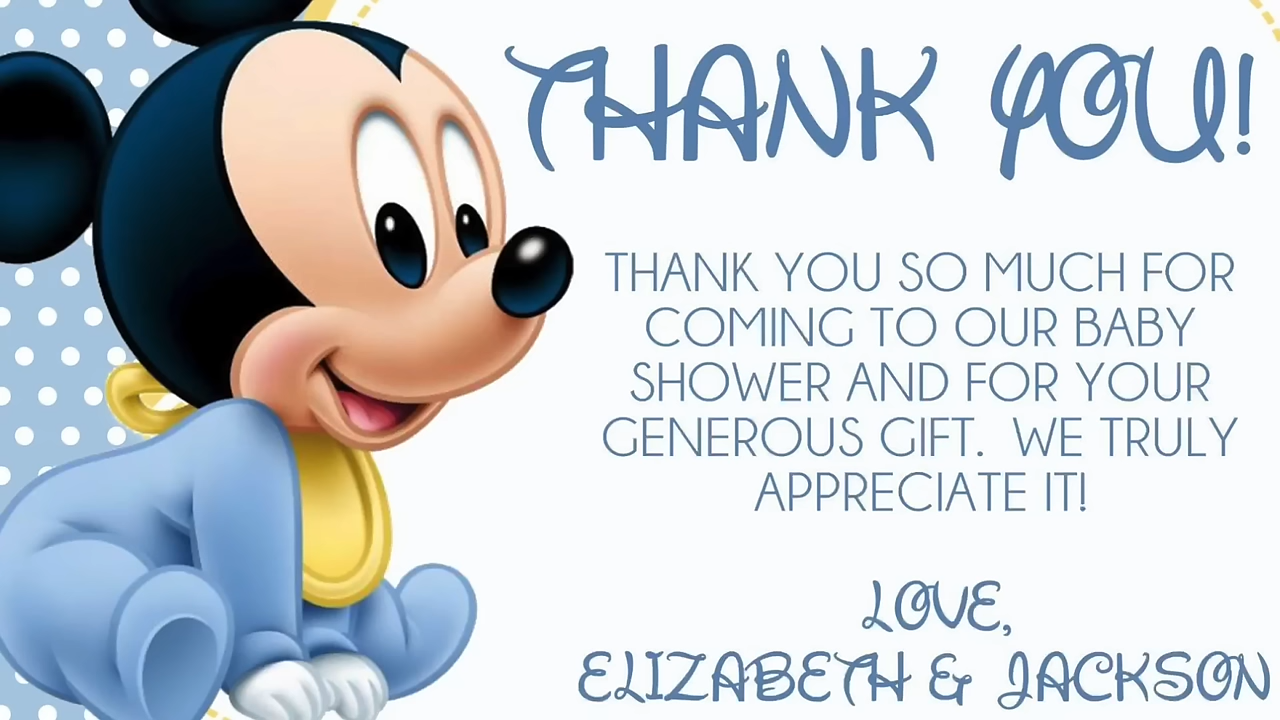 THANK YOU!
THANK YOU SO MUCH FOR
COMING TO OUR BABY
SHOWER AND FOR YOUR
GENEROUS GIFT.  WE TRULY
APPRECIATE IT!
LOVE,
ELIZABETH & JACKSON